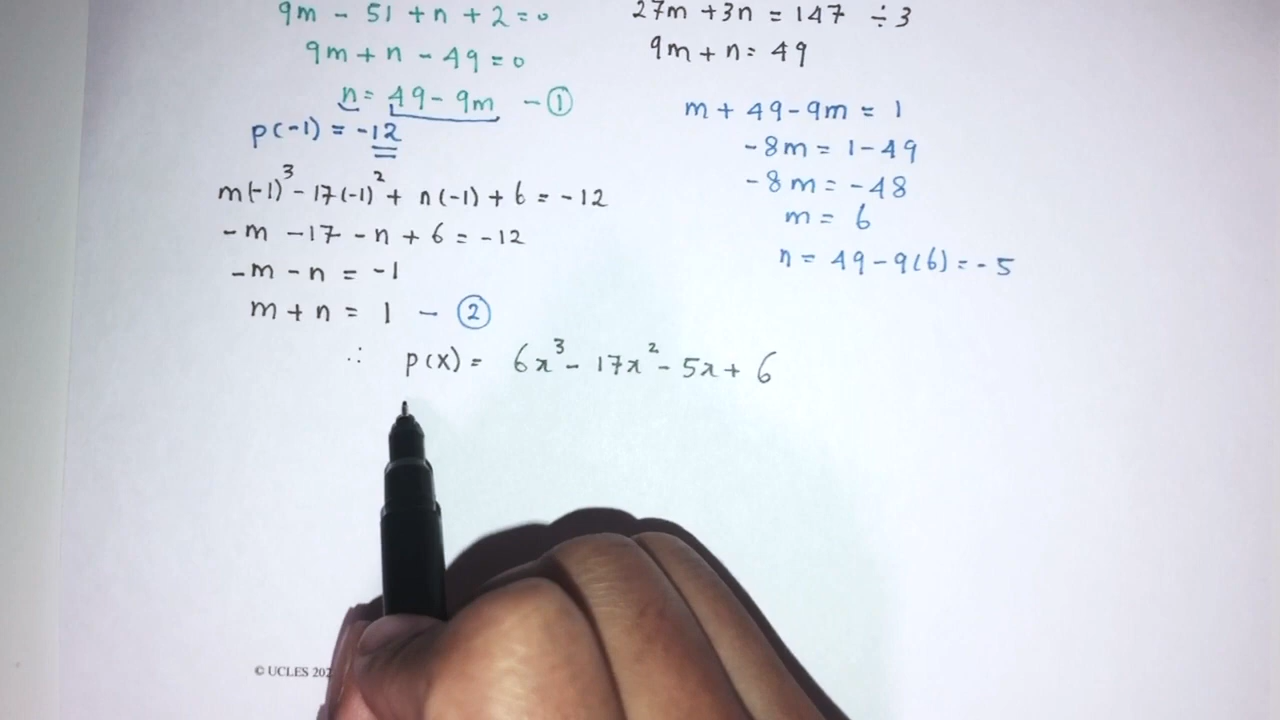 9m - 51 + n + 2 = 0
9m + n - 49 = 0
n = 49 - 9m - ①
p(-1) = -12
m(-1)³ - 17(-1)² + n(-1) + 6 = -12
-m - 17 - n + 6 = -12
-m - n = -1
m + n = 1 - ②
27m + 3n = 147 ÷ 3
9m + n = 49
m + 49 - 9m = 1
-8m = 1 - 49
-8m = -48
m = 6
n = 49 - 9(6) = -5
∴ p(x) = 6x³ - 17x² - 5x + 6
© UCLES